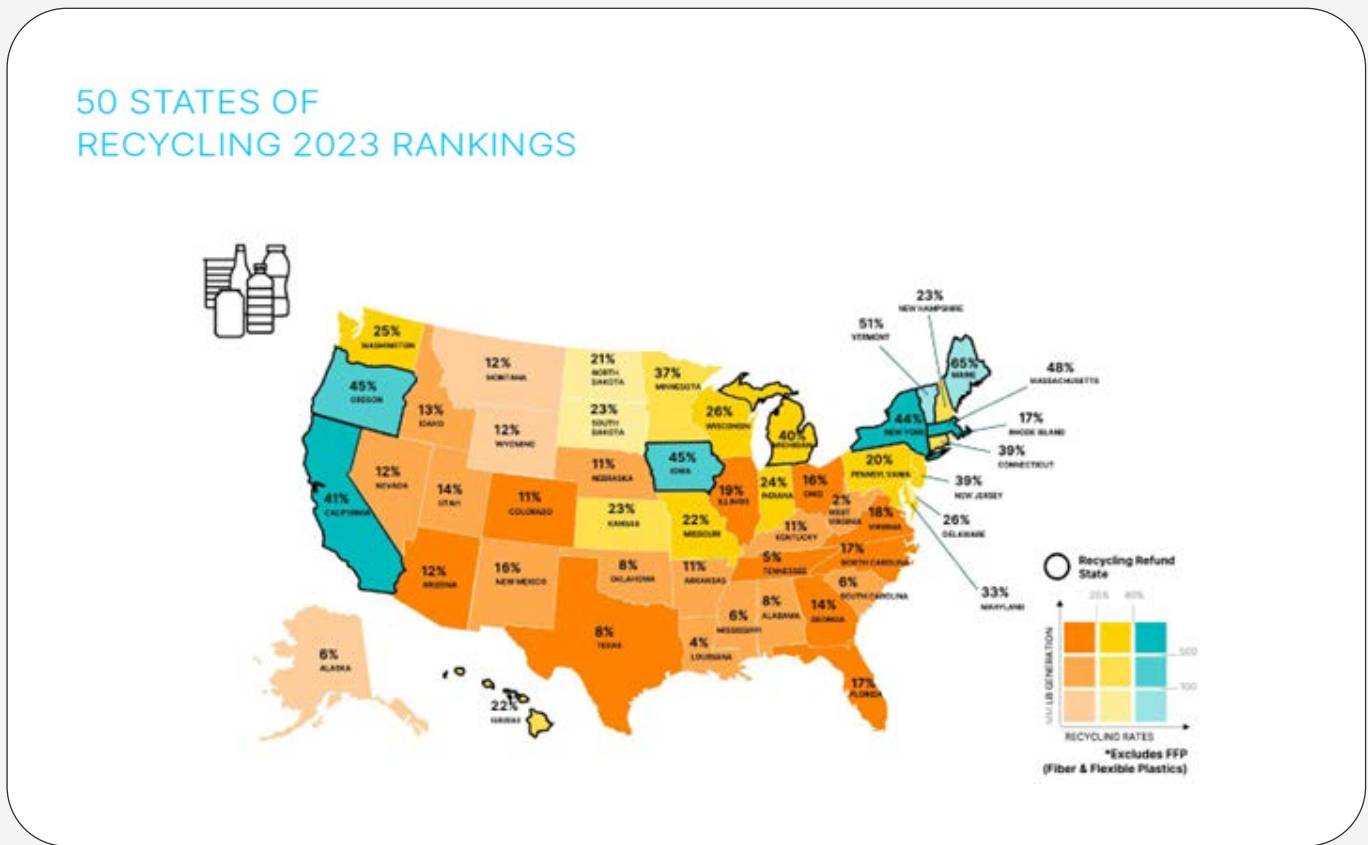 50 STATES OF
RECYCLING 2023 RANKINGS
25%
WASHINGTON
45%
OREGON
41%
CALIFORNIA
13%
IDAHO
12%
NEVADA
12%
MONTANA
12%
WYOMING
14%
UTAH
11%
COLORADO
12%
ARIZONA
16%
NEW MEXICO
21%
NORTH
DAKOTA
23%
SOUTH
DAKOTA
11%
NEBRASKA
23%
KANSAS
8%
OKLAHOMA
8%
TEXAS
37%
MINNESOTA
45%
IOWA
22%
MISSOURI
11%
ARKANSAS
4%
LOUISIANA
26%
WISCONSIN
19%
ILLINOIS
40%
MICHIGAN
24%
INDIANA
16%
OHIO
11%
KENTUCKY
5%
TENNESSEE
6%
MISSISSIPPI
8%
ALABAMA
14%
GEORGIA
17%
FLORIDA
6%
SOUTH CAROLINA
17%
NORTH CAROLINA
18%
VIRGINIA
2%
WEST
VIRGINIA
20%
PENNSYLVANIA
44%
NEW YORK
51%
VERMONT
23%
NEW HAMPSHIRE
65%
MAINE
48%
MASSACHUSETTS
17%
RHODE ISLAND
39%
CONNECTICUT
39%
NEW JERSEY
26%
DELAWARE
33%
MARYLAND
6%
ALASKA
22%
HAWAII
Recycling Refund
State
20% 40%
500
100
LB GENERATION
RECYCLING RATES
*Excludes FFP
(Fiber & Flexible Plastics)